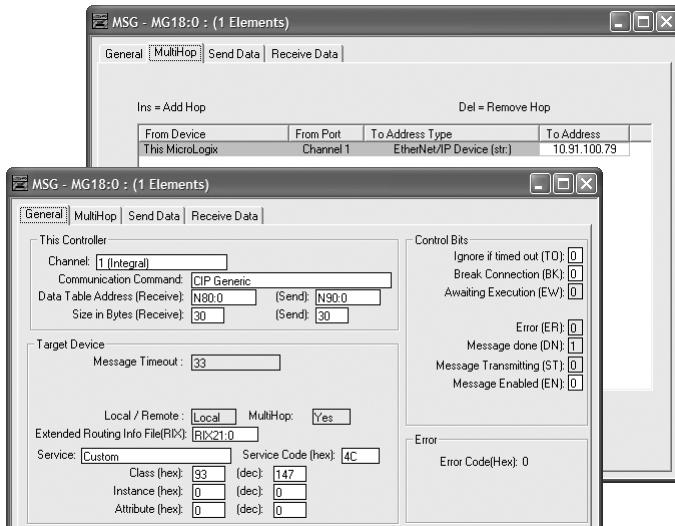 MSG - MG18:0 : (1 Elements)
General MultiHop Send Data Receive Data
Ins = Add Hop Del = Remove Hop
From Device From Port To Address Type To Address
This MicroLogix Channel 1 EtherNet/IP Device (str:) 10.91.100.79
MSG - MG18:0 : (1 Elements)
General MultiHop Send Data Receive Data
This Controller
Channel: 1 (Integral)
Communication Command: CIP Generic
Data Table Address (Receive): N80:0 (Send): N90:0
Size in Bytes (Receive): 30 (Send): 30
Target Device
Message Timeout : 33
Local / Remote : Local MultiHop: Yes
Extended Routing Info File(RIX): RIX21:0
Service: Custom Service Code (hex): 4C
Class (hex): 93 (dec): 147
Instance (hex): 0 (dec): 0
Attribute (hex): 0 (dec): 0
Control Bits
Ignore if timed out (TO): 0
Break Connection (BK): 0
Awaiting Execution (EW): 0
Error (ER): 0
Message done (DN): 1
Message Transmitting (ST): 0
Message Enabled (EN): 0
Error
Error Code(Hex): 0